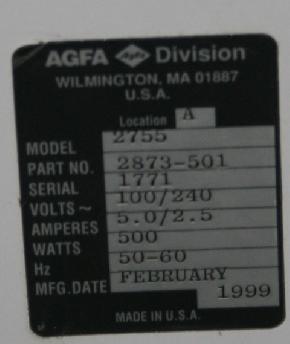 AGFA AGFA Division
WILMINGTON, MA 01887
U.S.A.
Location A
MODEL 2755
PART NO. 2873-501
SERIAL 1771
VOLTS ~ 100/240
AMPERES 5.0/2.5
WATTS 500
Hz 50-60
MFG.DATE FEBRUARY
1999
MADE IN U.S.A.